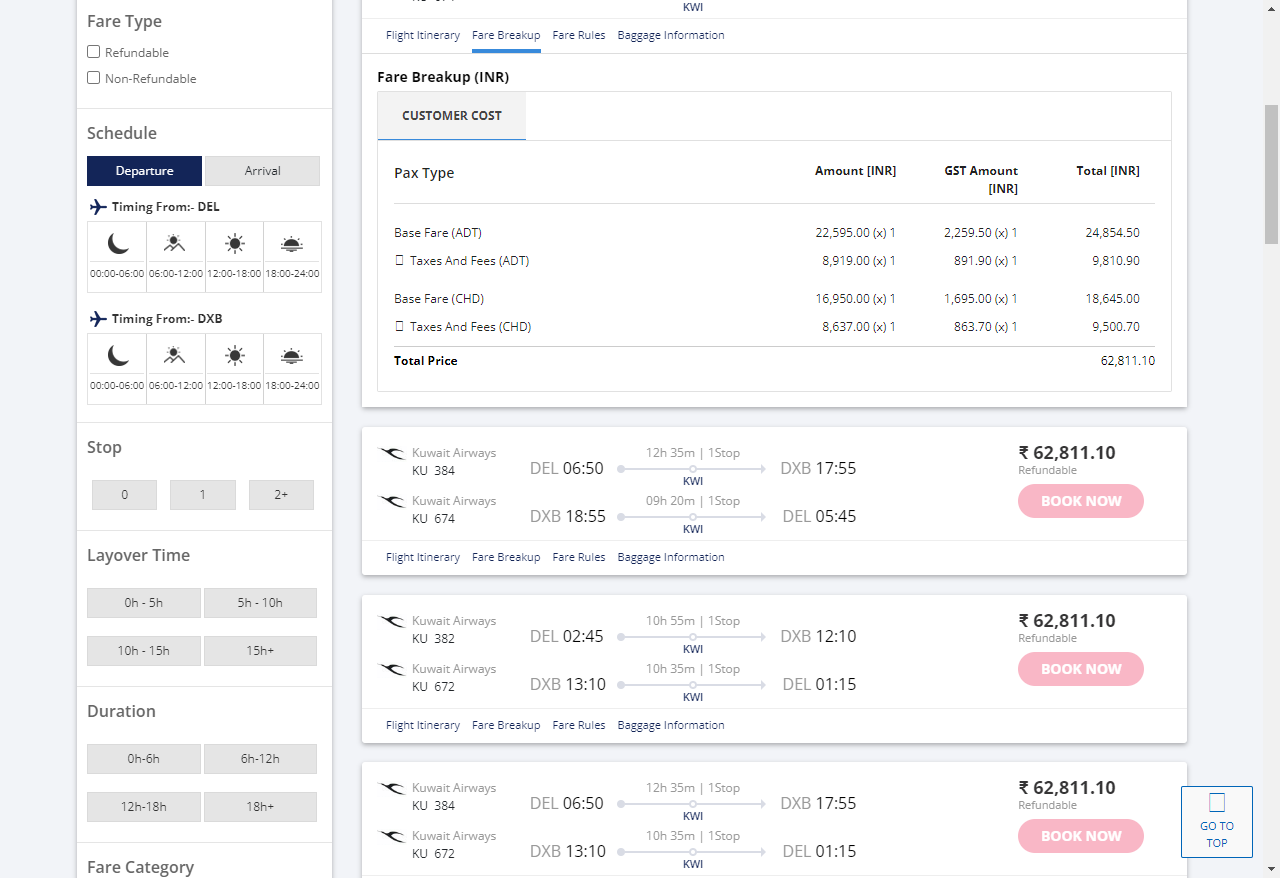 Fare Type
Refundable
Non-Refundable
Schedule
Departure
Arrival
Timing From:- DEL
00:00-06:00 06:00-12:00 12:00-18:00 18:00-24:00
Timing From:- DXB
00:00-06:00 06:00-12:00 12:00-18:00 18:00-24:00
Stop
0 1 2+
Layover Time
0h - 5h 5h - 10h
10h - 15h 15h+
Duration
0h-6h 6h-12h
12h-18h 18h+
Fare Category
KWI
Flight Itinerary Fare Breakup Fare Rules Baggage Information
Fare Breakup (INR)
CUSTOMER COST
Pax Type Amount [INR] GST Amount [INR] Total [INR]
Base Fare (ADT) 22,595.00 (x) 1 2,259.50 (x) 1 24,854.50
Taxes And Fees (ADT) 8,919.00 (x) 1 891.90 (x) 1 9,810.90
Base Fare (CHD) 16,950.00 (x) 1 1,695.00 (x) 1 18,645.00
Taxes And Fees (CHD) 8,637.00 (x) 1 863.70 (x) 1 9,500.70
Total Price 62,811.10
Kuwait Airways
KU 384
DEL 06:50
12h 35m | 1Stop
KWI
DXB 17:55
Kuwait Airways
KU 674
DXB 18:55
09h 20m | 1Stop
KWI
DEL 05:45
₹ 62,811.10
Refundable
BOOK NOW
Flight Itinerary Fare Breakup Fare Rules Baggage Information
Kuwait Airways
KU 382
DEL 02:45
10h 55m | 1Stop
KWI
DXB 12:10
Kuwait Airways
KU 672
DXB 13:10
10h 35m | 1Stop
KWI
DEL 01:15
₹ 62,811.10
Refundable
BOOK NOW
Flight Itinerary Fare Breakup Fare Rules Baggage Information
Kuwait Airways
KU 384
DEL 06:50
12h 35m | 1Stop
KWI
DXB 17:55
Kuwait Airways
KU 672
DXB 13:10
10h 35m | 1Stop
KWI
DEL 01:15
₹ 62,811.10
Refundable
BOOK NOW
GO TO
TOP